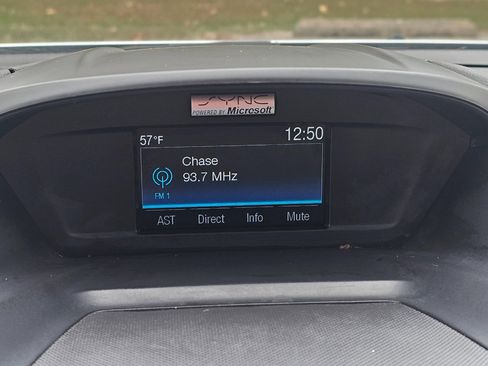 SYNC
POWERED BY Microsoft
57°F 12:50
Chase
93.7 MHz
FM 1
AST Direct Info Mute